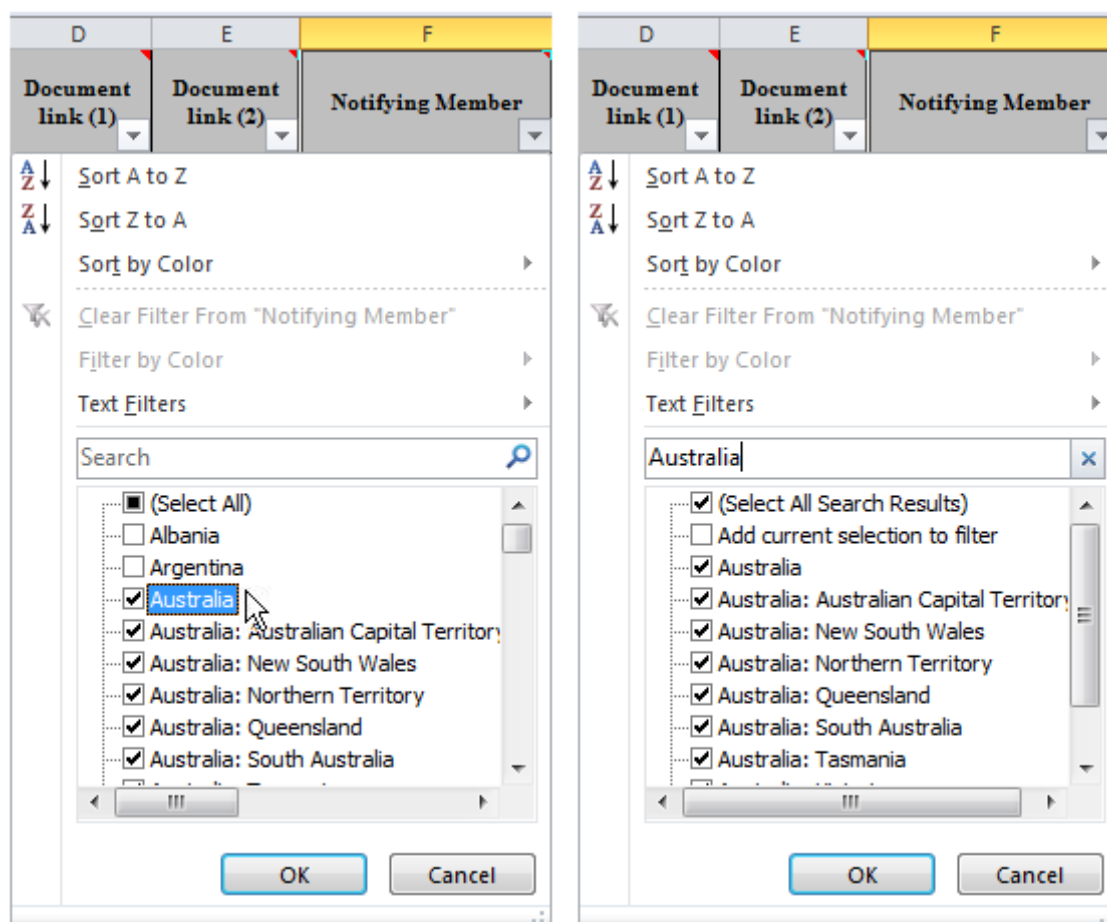 D E F
Document link (1)
Document link (2)
Notifying Member
Sort A to Z
Sort Z to A
Sort by Color
Clear Filter From "Notifying Member"
Filter by Color
Text Filters
Search
(Select All)
Albania
Argentina
Australia
Australia: Australian Capital Territory
Australia: New South Wales
Australia: Northern Territory
Australia: Queensland
Australia: South Australia
OK Cancel
D E F
Document link (1)
Document link (2)
Notifying Member
Sort A to Z
Sort Z to A
Sort by Color
Clear Filter From "Notifying Member"
Filter by Color
Text Filters
Australia
(Select All Search Results)
Add current selection to filter
Australia
Australia: Australian Capital Territory
Australia: New South Wales
Australia: Northern Territory
Australia: Queensland
Australia: South Australia
Australia: Tasmania
OK Cancel